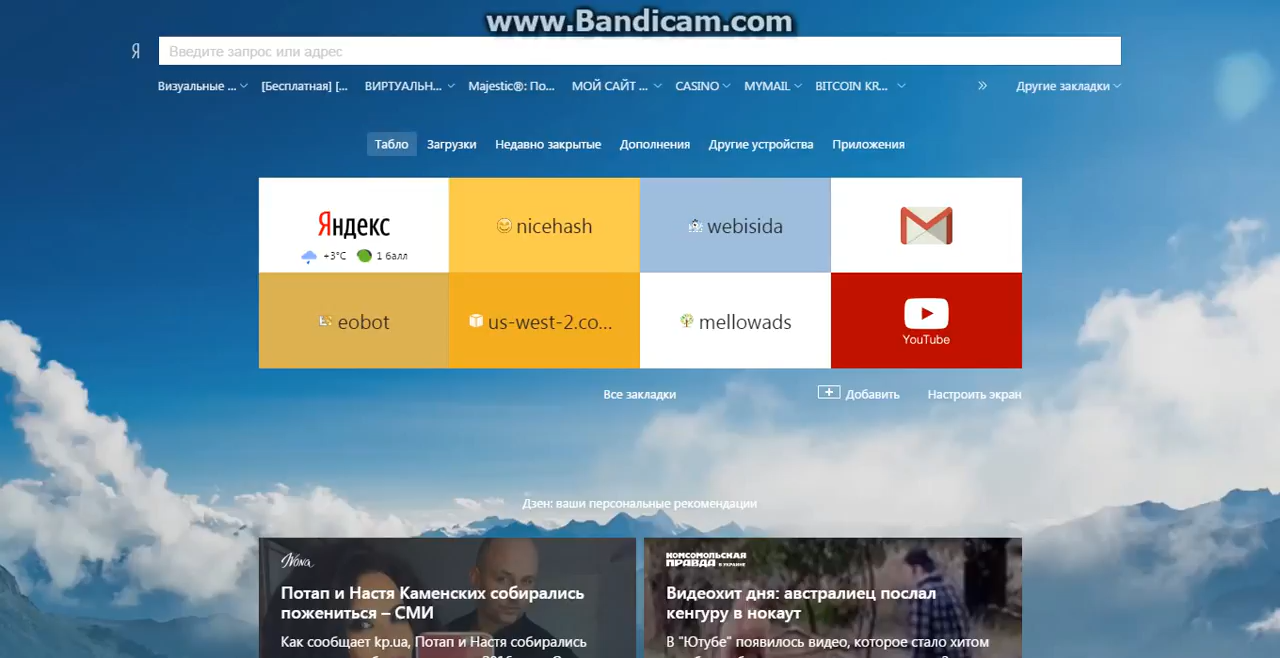 www.Bandicam.com
Я
Введите запрос или адрес
Визуальные ...
[Бесплатная] [...
ВИРТУАЛЬН...
Majestic®: По...
МОЙ САЙТ ...
CASINO
MYMAIL
BITCOIN KR...
»
Другие закладки
Табло
Загрузки
Недавно закрытые
Дополнения
Другие устройства
Приложения
Яндекс
+3°C
1 балл
nicehash
webisida
eobot
us-west-2.co...
mellowads
YouTube
Все закладки
Добавить
Настроить экран
Дзен: ваши персональные рекомендации
Ivona
Потап и Настя Каменских собирались
пожениться – СМИ
Как сообщает kp.ua, Потап и Настя собирались
КОМСОМОЛЬСКАЯ
ПРАВДА В УКРАИНЕ
Видеохит дня: австралиец послал
кенгуру в нокаут
В "Ютубе" появилось видео, которое стало хитом